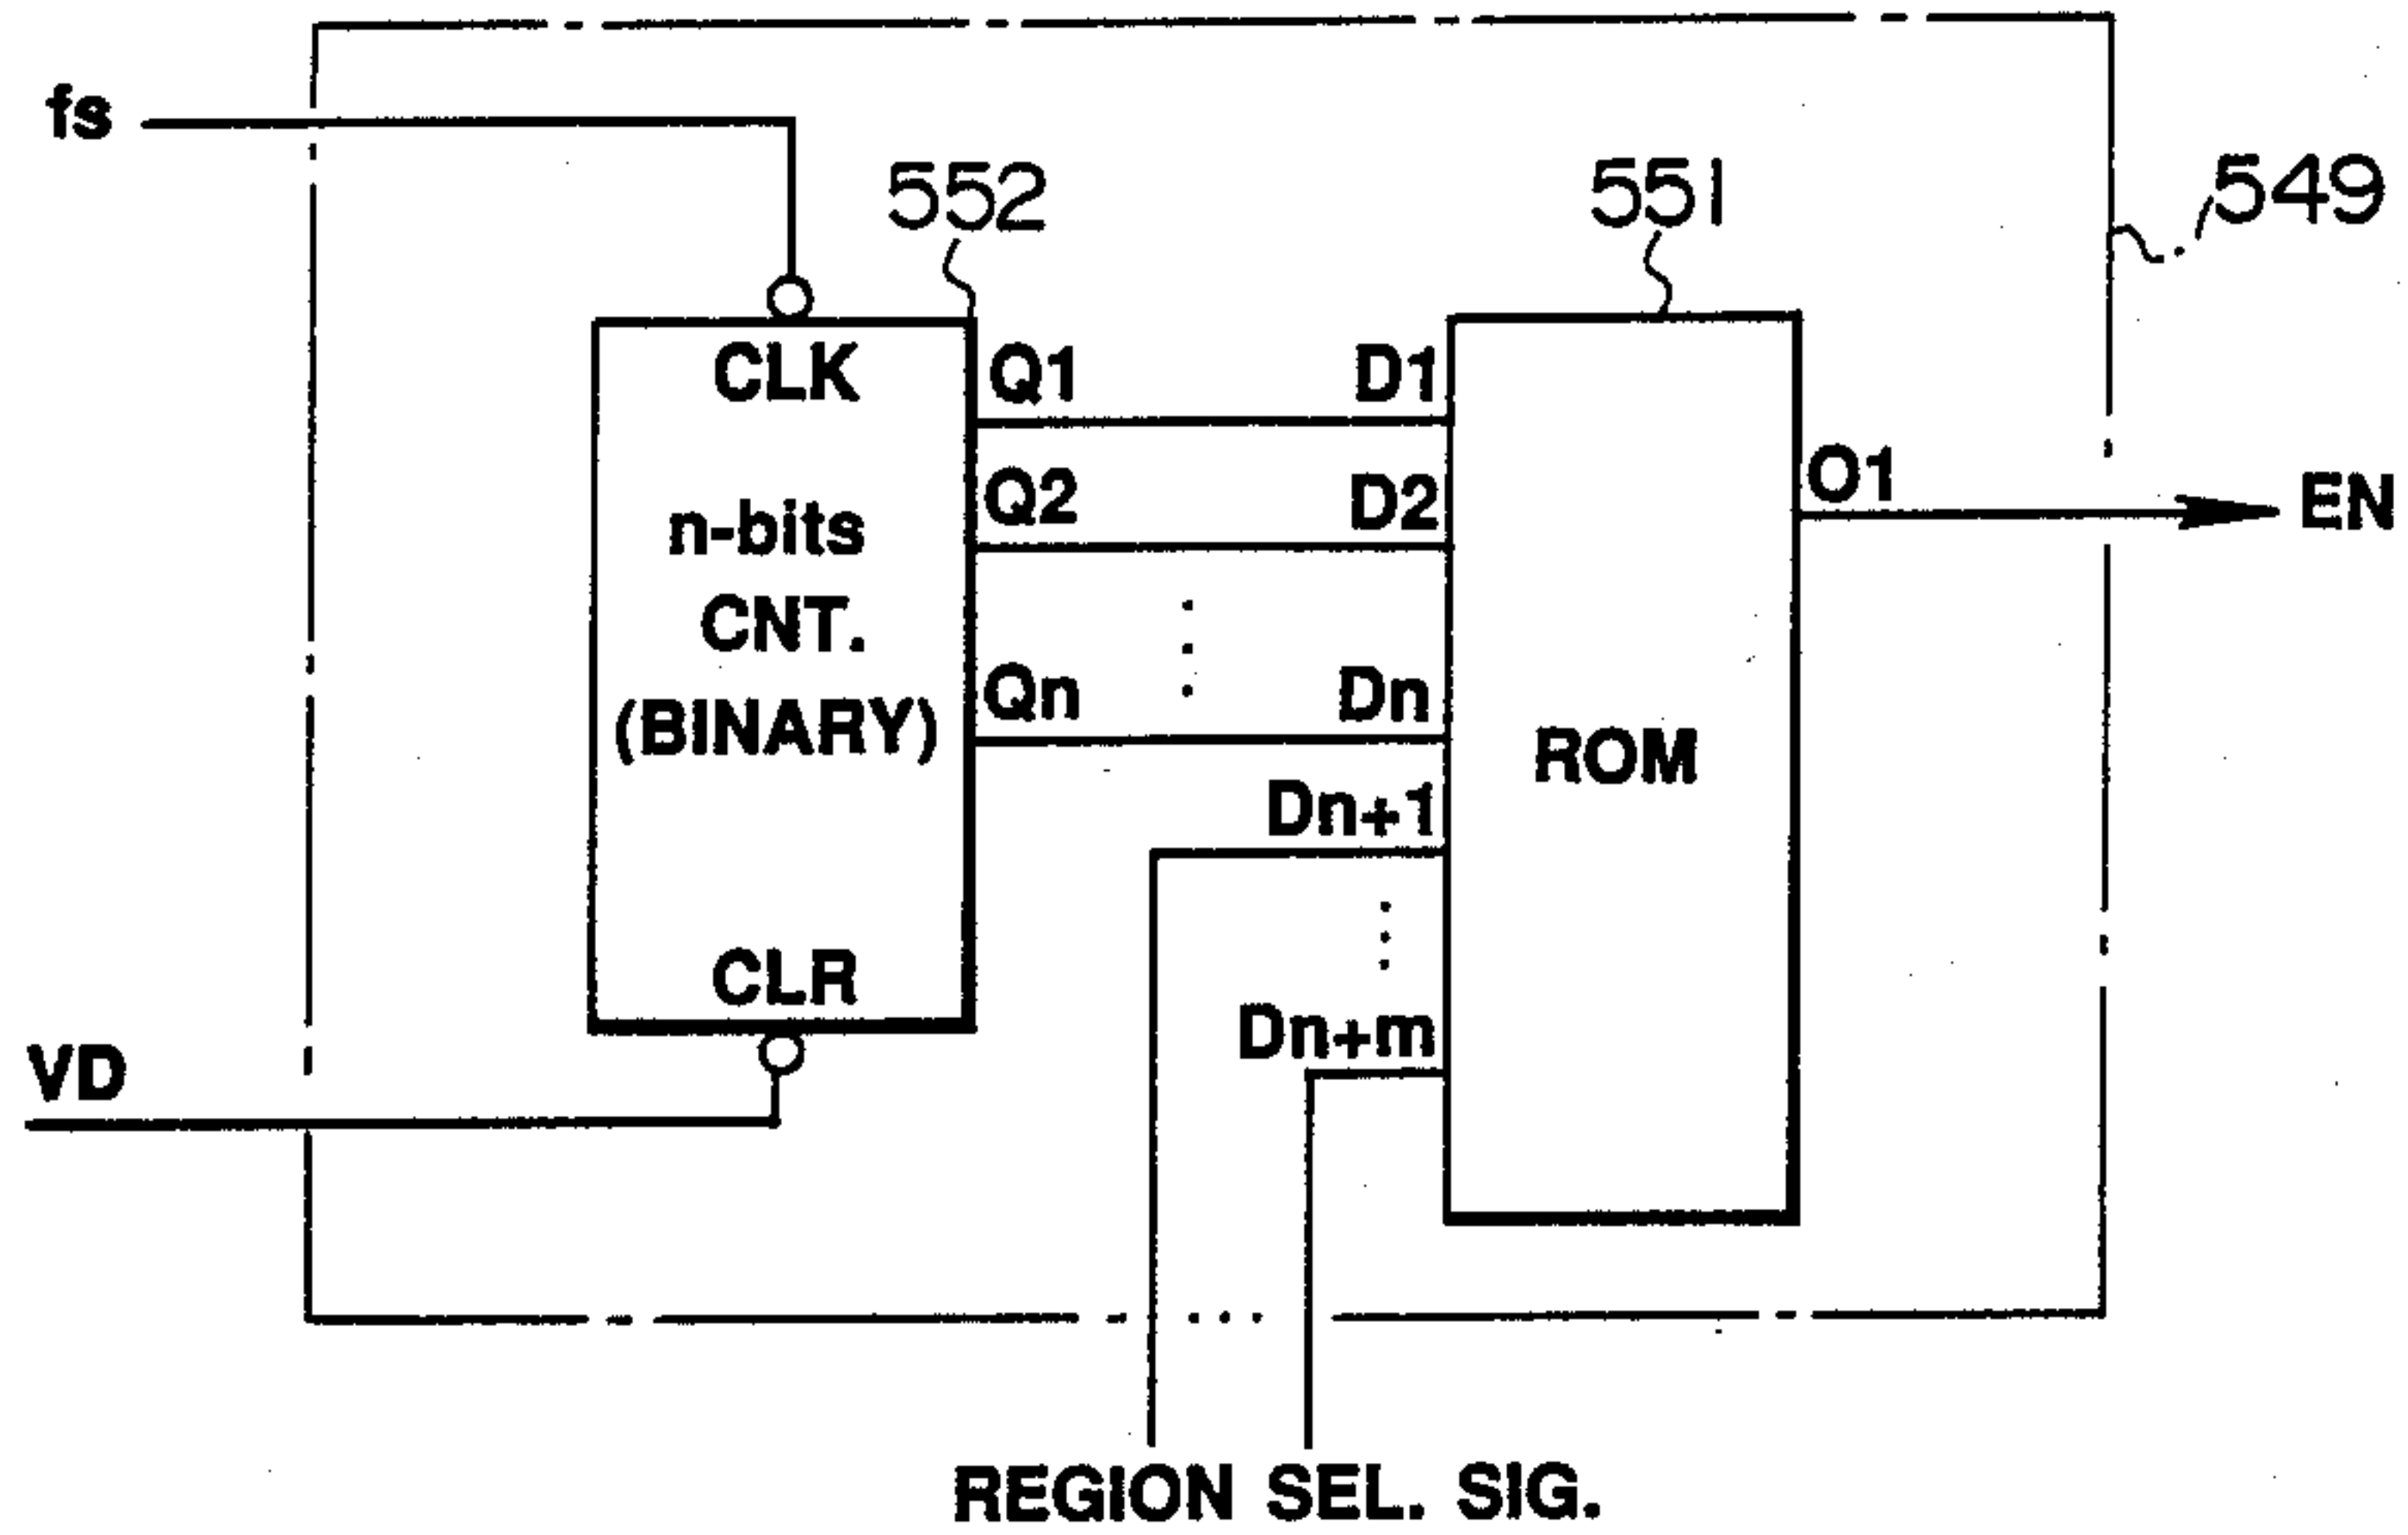 fs
552
551
549
CLK
Q1
D1
n-bits
CNT.
(BINARY)
Q2
D2
O1
EN
Qn
Dn
ROM
Dn+1
CLR
Dn+m
VD
REGION SEL. SIG.